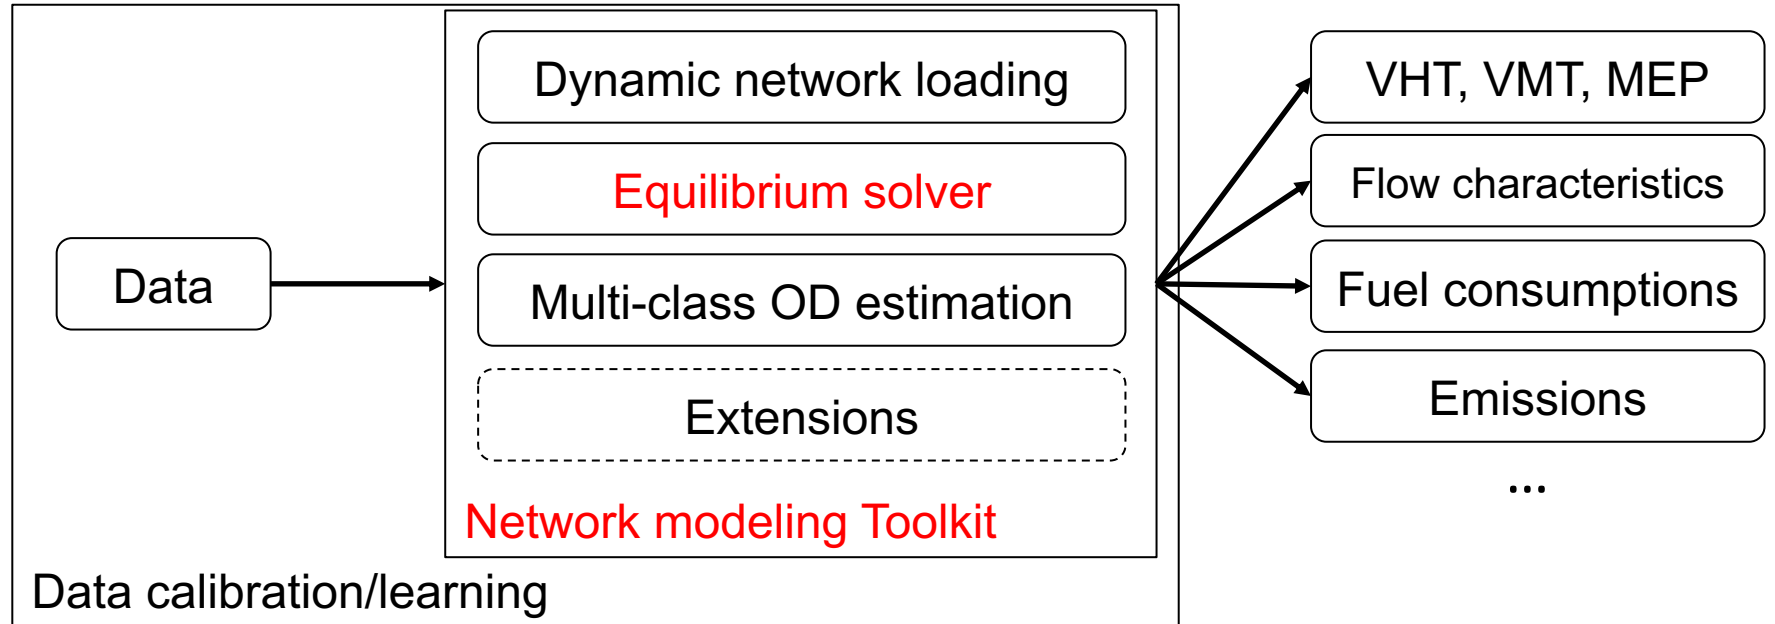 Data
Dynamic network loading
Equilibrium solver
Multi-class OD estimation
Extensions
Network modeling Toolkit
Data calibration/learning
VHT, VMT, MEP
Flow characteristics
Fuel consumptions
Emissions
...